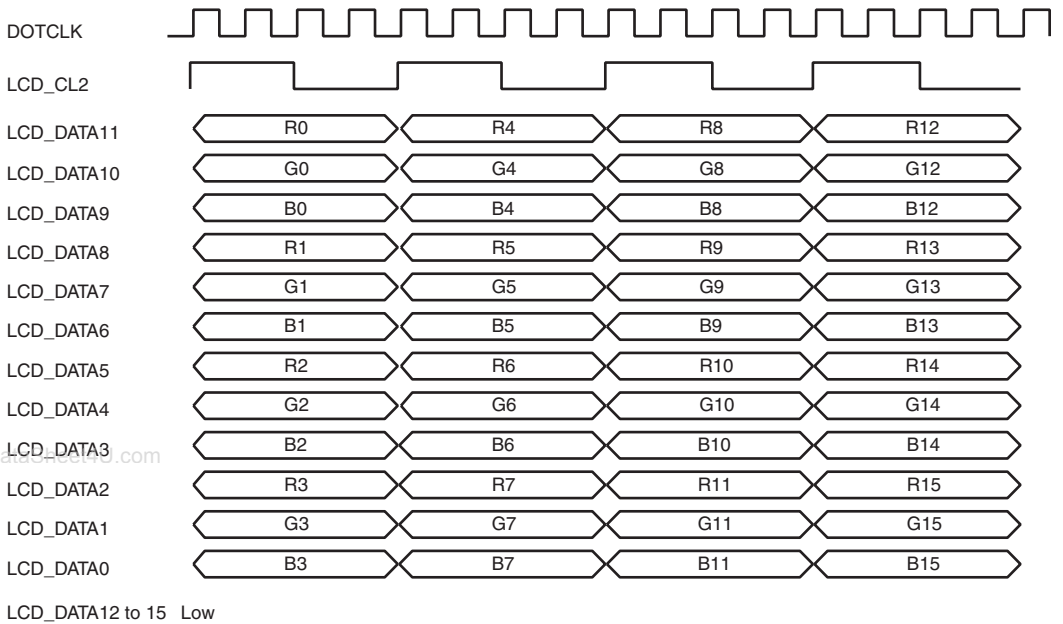 DOTCLK
LCD_CL2
LCD_DATA11 R0 R4 R8 R12
LCD_DATA10 G0 G4 G8 G12
LCD_DATA9 B0 B4 B8 B12
LCD_DATA8 R1 R5 R9 R13
LCD_DATA7 G1 G5 G9 G13
LCD_DATA6 B1 B5 B9 B13
LCD_DATA5 R2 R6 R10 R14
LCD_DATA4 G2 G6 G10 G14
LCD_DATA3 B2 B6 B10 B14
ataSheet4U.com
LCD_DATA2 R3 R7 R11 R15
LCD_DATA1 G3 G7 G11 G15
LCD_DATA0 B3 B7 B11 B15
LCD_DATA12 to 15 Low